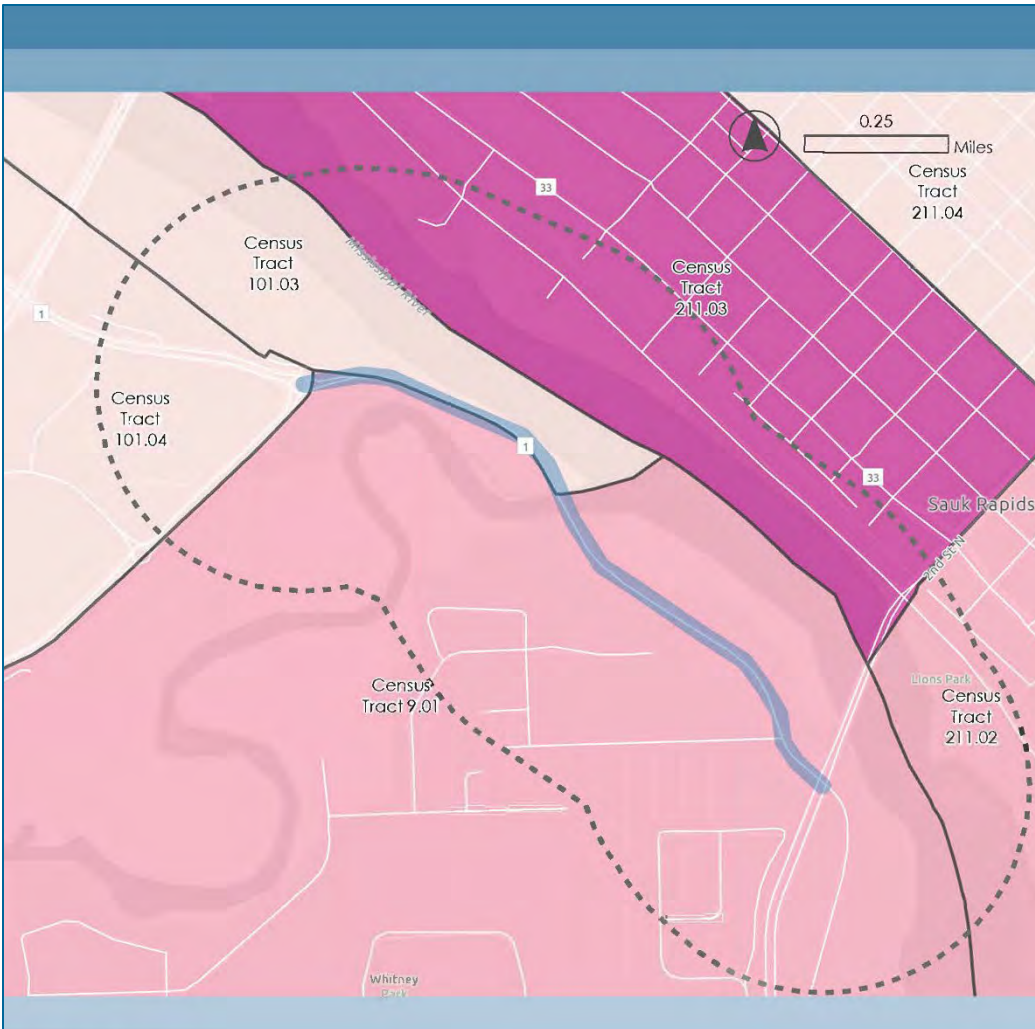 0.25
Miles
Census
Tract
211.04
33
Census
Tract
101.03
Mississippi River
Census
Tract
211.03
1
Census
Tract
101.04
1
33
Sauk Rapids
2nd St N
Lions Park
Census
Tract
211.02
Census
Tract 9.01
Whitney
Park